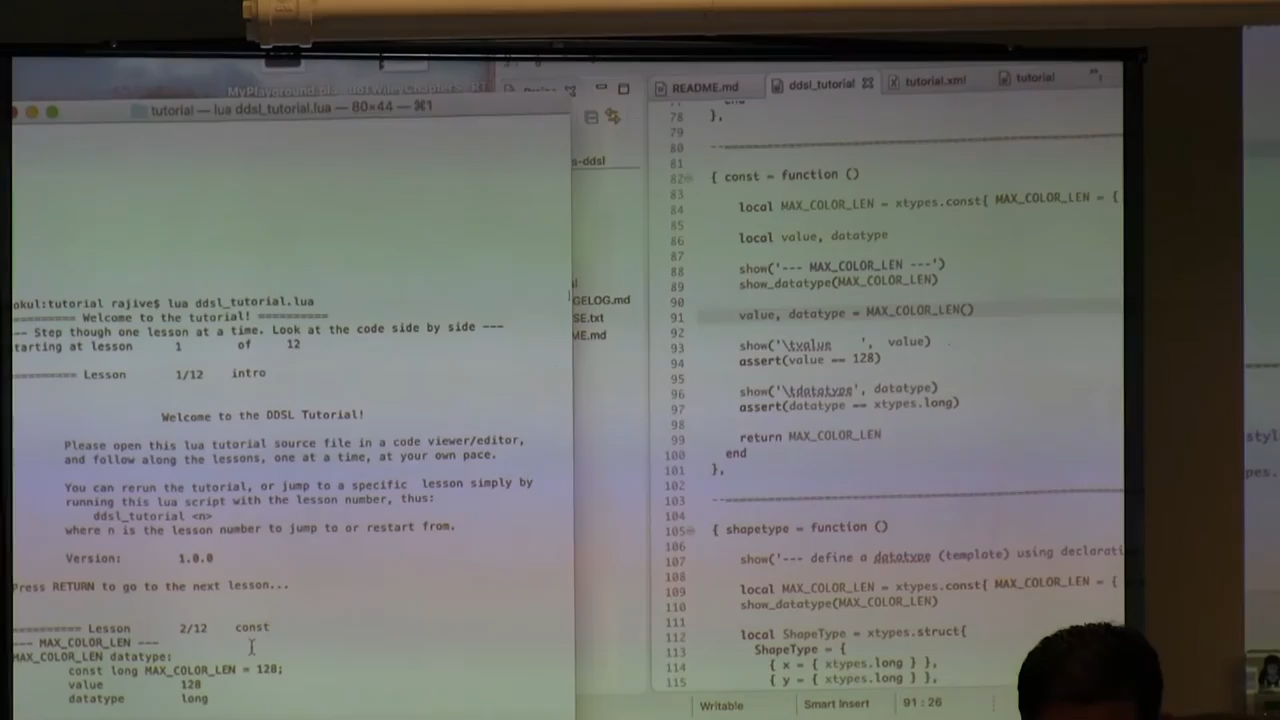 tutorial — lua ddsl_tutorial.lua — 80×44 — ⌘1
okul:tutorial rajive$ lua ddsl_tutorial.lua
========= Welcome to the tutorial! ==========
-- Step though one lesson at a time. Look at the code side by side ---
tarting at lesson 1 of 12
========= Lesson 1/12 intro
Welcome to the DDSL Tutorial!
Please open this lua tutorial source file in a code viewer/editor,
and follow along the lessons, one at a time, at your own pace.
You can rerun the tutorial, or jump to a specific lesson simply by
running this lua script with the lesson number, thus:
ddsl_tutorial <n>
where n is the lesson number to jump to or restart from.
Version: 1.0.0
Press RETURN to go to the next lesson...
========= Lesson 2/12 const
--- MAX_COLOR_LEN ---
MAX_COLOR_LEN datatype:
const long MAX_COLOR_LEN = 128;
value 128
datatype long
s-ddsl
GELOG.md
SE.txt
ME.md
README.md ddsl_tutorial tutorial.xml tutorial
78 },
79
80
81
82 { const = function ()
83
84 local MAX_COLOR_LEN = xtypes.const{ MAX_COLOR_LEN = {
85
86 local value, datatype
87
88 show('--- MAX_COLOR_LEN ---')
89 show_datatype(MAX_COLOR_LEN)
90
91 value, datatype = MAX_COLOR_LEN()
92
93 show('\tvalue ', value)
94 assert(value == 128)
95
96 show('\tdatatype', datatype)
97 assert(datatype == xtypes.long)
98
99 return MAX_COLOR_LEN
100 end
101 },
102
103
104
105 { shapetype = function ()
106
107 show('--- define a datatype (template) using declarati
108
109 local MAX_COLOR_LEN = xtypes.const{ MAX_COLOR_LEN = {
110 show_datatype(MAX_COLOR_LEN)
111
112 local ShapeType = xtypes.struct{
113 ShapeType = {
114 { x = { xtypes.long } },
115 { y = { xtypes.long } },
Writable Smart Insert 91 : 26